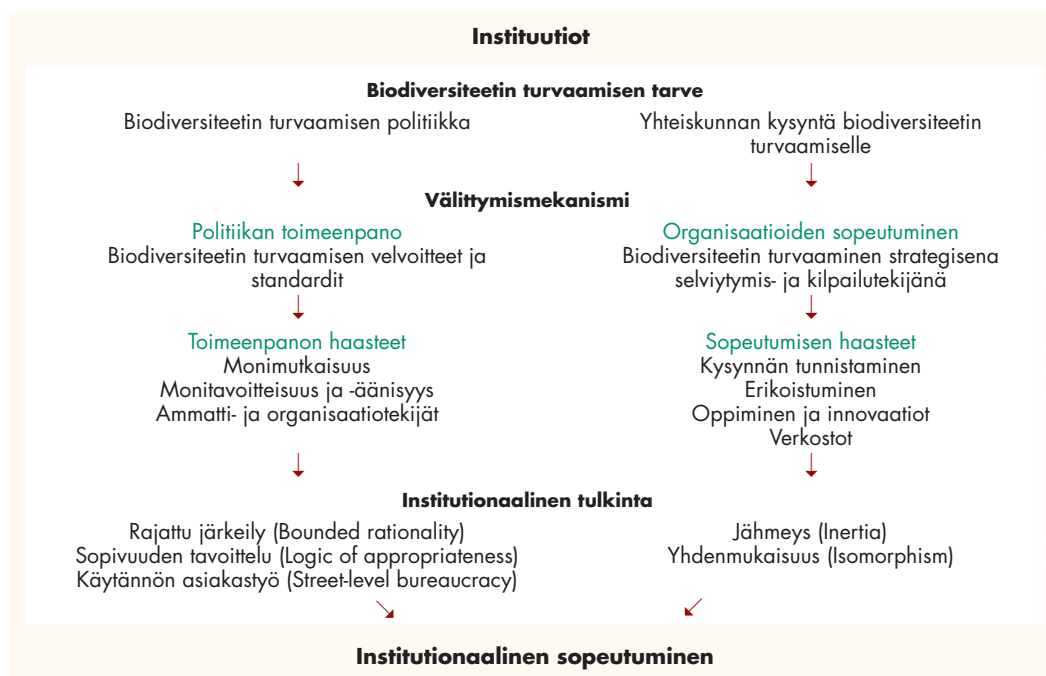 Instituutiot
Biodiversiteetin turvaamisen tarve
Biodiversiteetin turvaamisen politiikka
Yhteiskunnan kysyntä biodiversiteetin
turvaamiselle
Välittymismekanismi
Politiikan toimeenpano
Biodiversiteetin turvaamisen velvoitteet ja
standardit
Organisaatioiden sopeutuminen
Biodiversiteetin turvaaminen strategisena
selviytymis- ja kilpailutekijänä
Toimeenpanon haasteet
Monimutkaisuus
Monitavoitteisuus ja -äänisyys
Ammatti- ja organisaatiotekijät
Sopeutumisen haasteet
Kysynnän tunnistaminen
Erikoistuminen
Oppiminen ja innovaatiot
Verkostot
Institutionaalinen tulkinta
Rajattu järkeily (Bounded rationality)
Sopivuuden tavoittelu (Logic of appropriateness)
Käytännön asiakastyö (Street-level bureaucracy)
Jähmeys (Inertia)
Yhdenmukaisuus (Isomorphism)
Institutionaalinen sopeutuminen